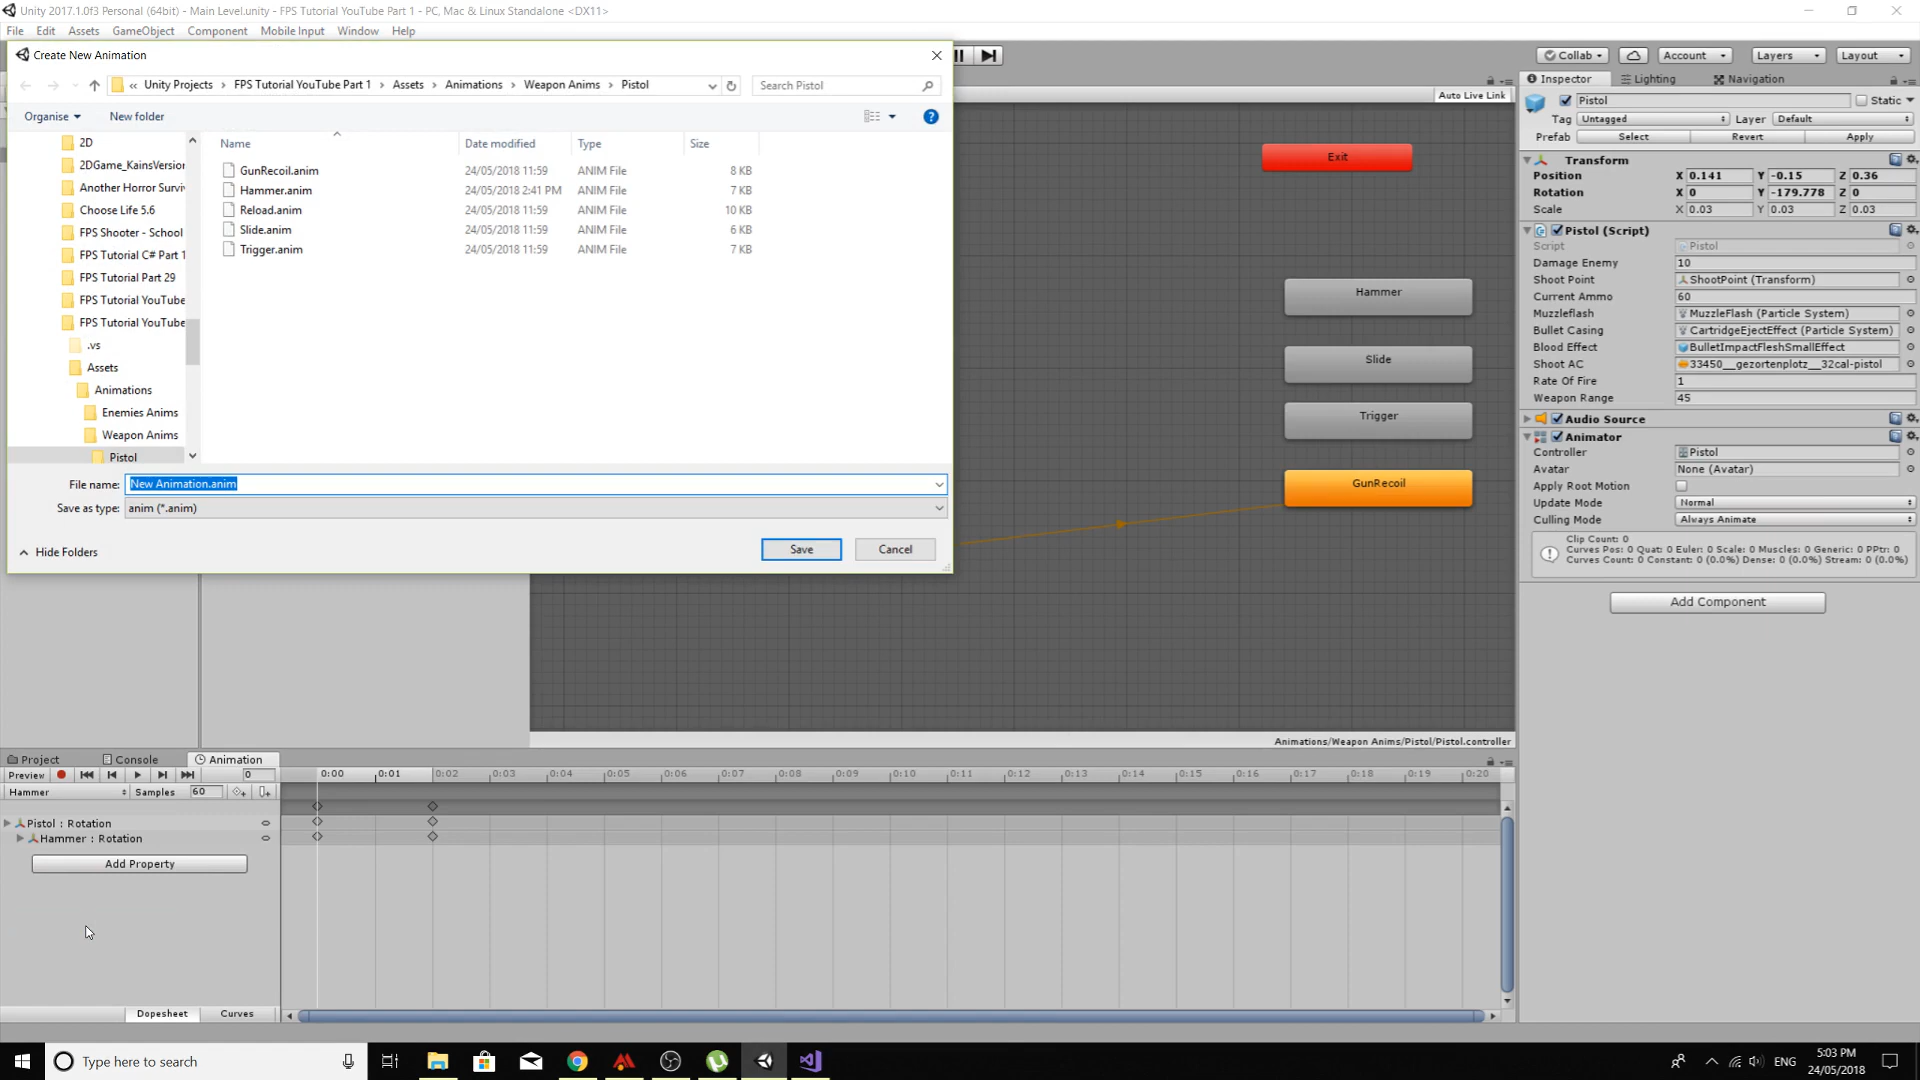 Unity 2017.1.0f3 Personal (64bit) - Main Level.unity - FPS Tutorial YouTube Part 1 - PC, Mac & Linux Standalone <DX11>
File Edit Assets GameObject Component Mobile Input Window Help
Create New Animation
Collab Account Layers Layout
« Unity Projects › FPS Tutorial YouTube Part 1 › Assets › Animations › Weapon Anims › Pistol
Search Pistol
Organise New folder
Name Date modified Type Size
GunRecoil.anim 24/05/2018 11:59 ANIM File 8 KB
Hammer.anim 24/05/2018 2:41 PM ANIM File 7 KB
Reload.anim 24/05/2018 11:59 ANIM File 10 KB
Slide.anim 24/05/2018 11:59 ANIM File 6 KB
Trigger.anim 24/05/2018 11:59 ANIM File 7 KB
2D
2DGame_KainsVersion
Another Horror Surviv
Choose Life 5.6
FPS Shooter - School
FPS Tutorial C# Part 1
FPS Tutorial Part 29
FPS Tutorial YouTube
FPS Tutorial YouTube
.vs
Assets
Animations
Enemies Anims
Weapon Anims
Pistol
File name: New Animation.anim
Save as type: anim (*.anim)
Hide Folders
Save Cancel
Auto Live Link
Exit
Hammer
Slide
Trigger
GunRecoil
Animations/Weapon Anims/Pistol/Pistol.controller
Inspector Lighting Navigation
Pistol Static
Tag Untagged Layer Default
Prefab Select Revert Apply
Transform
Position X 0.141 Y -0.15 Z 0.36
Rotation X 0 Y -179.778 Z 0
Scale X 0.03 Y 0.03 Z 0.03
Pistol (Script)
Script Pistol
Damage Enemy 10
Shoot Point ShootPoint (Transform)
Current Ammo 60
Muzzleflash MuzzleFlash (Particle System)
Bullet Casing CartridgeEjectEffect (Particle System)
Blood Effect BulletImpactFleshSmallEffect
Shoot AC 33450__gezortenplotz__32cal-pistol
Rate Of Fire 1
Weapon Range 45
Audio Source
Animator
Controller Pistol
Avatar None (Avatar)
Apply Root Motion
Update Mode Normal
Culling Mode Always Animate
Clip Count: 0
Curves Pos: 0 Quat: 0 Euler: 0 Scale: 0 Muscles: 0 Generic: 0 PPtr: 0
Curves Count: 0 Constant: 0 (0.0%) Dense: 0 (0.0%) Stream: 0 (0.0%)
Add Component
Project Console Animation
Preview 0 0:00 0:01 0:02 0:03 0:04 0:05 0:06 0:07 0:08 0:09 0:10 0:11 0:12 0:13 0:14 0:15 0:16 0:17 0:18 0:19 0:20
Hammer Samples 60
Pistol : Rotation
Hammer : Rotation
Add Property
Dopesheet Curves
Type here to search
ENG
5:03 PM
24/05/2018